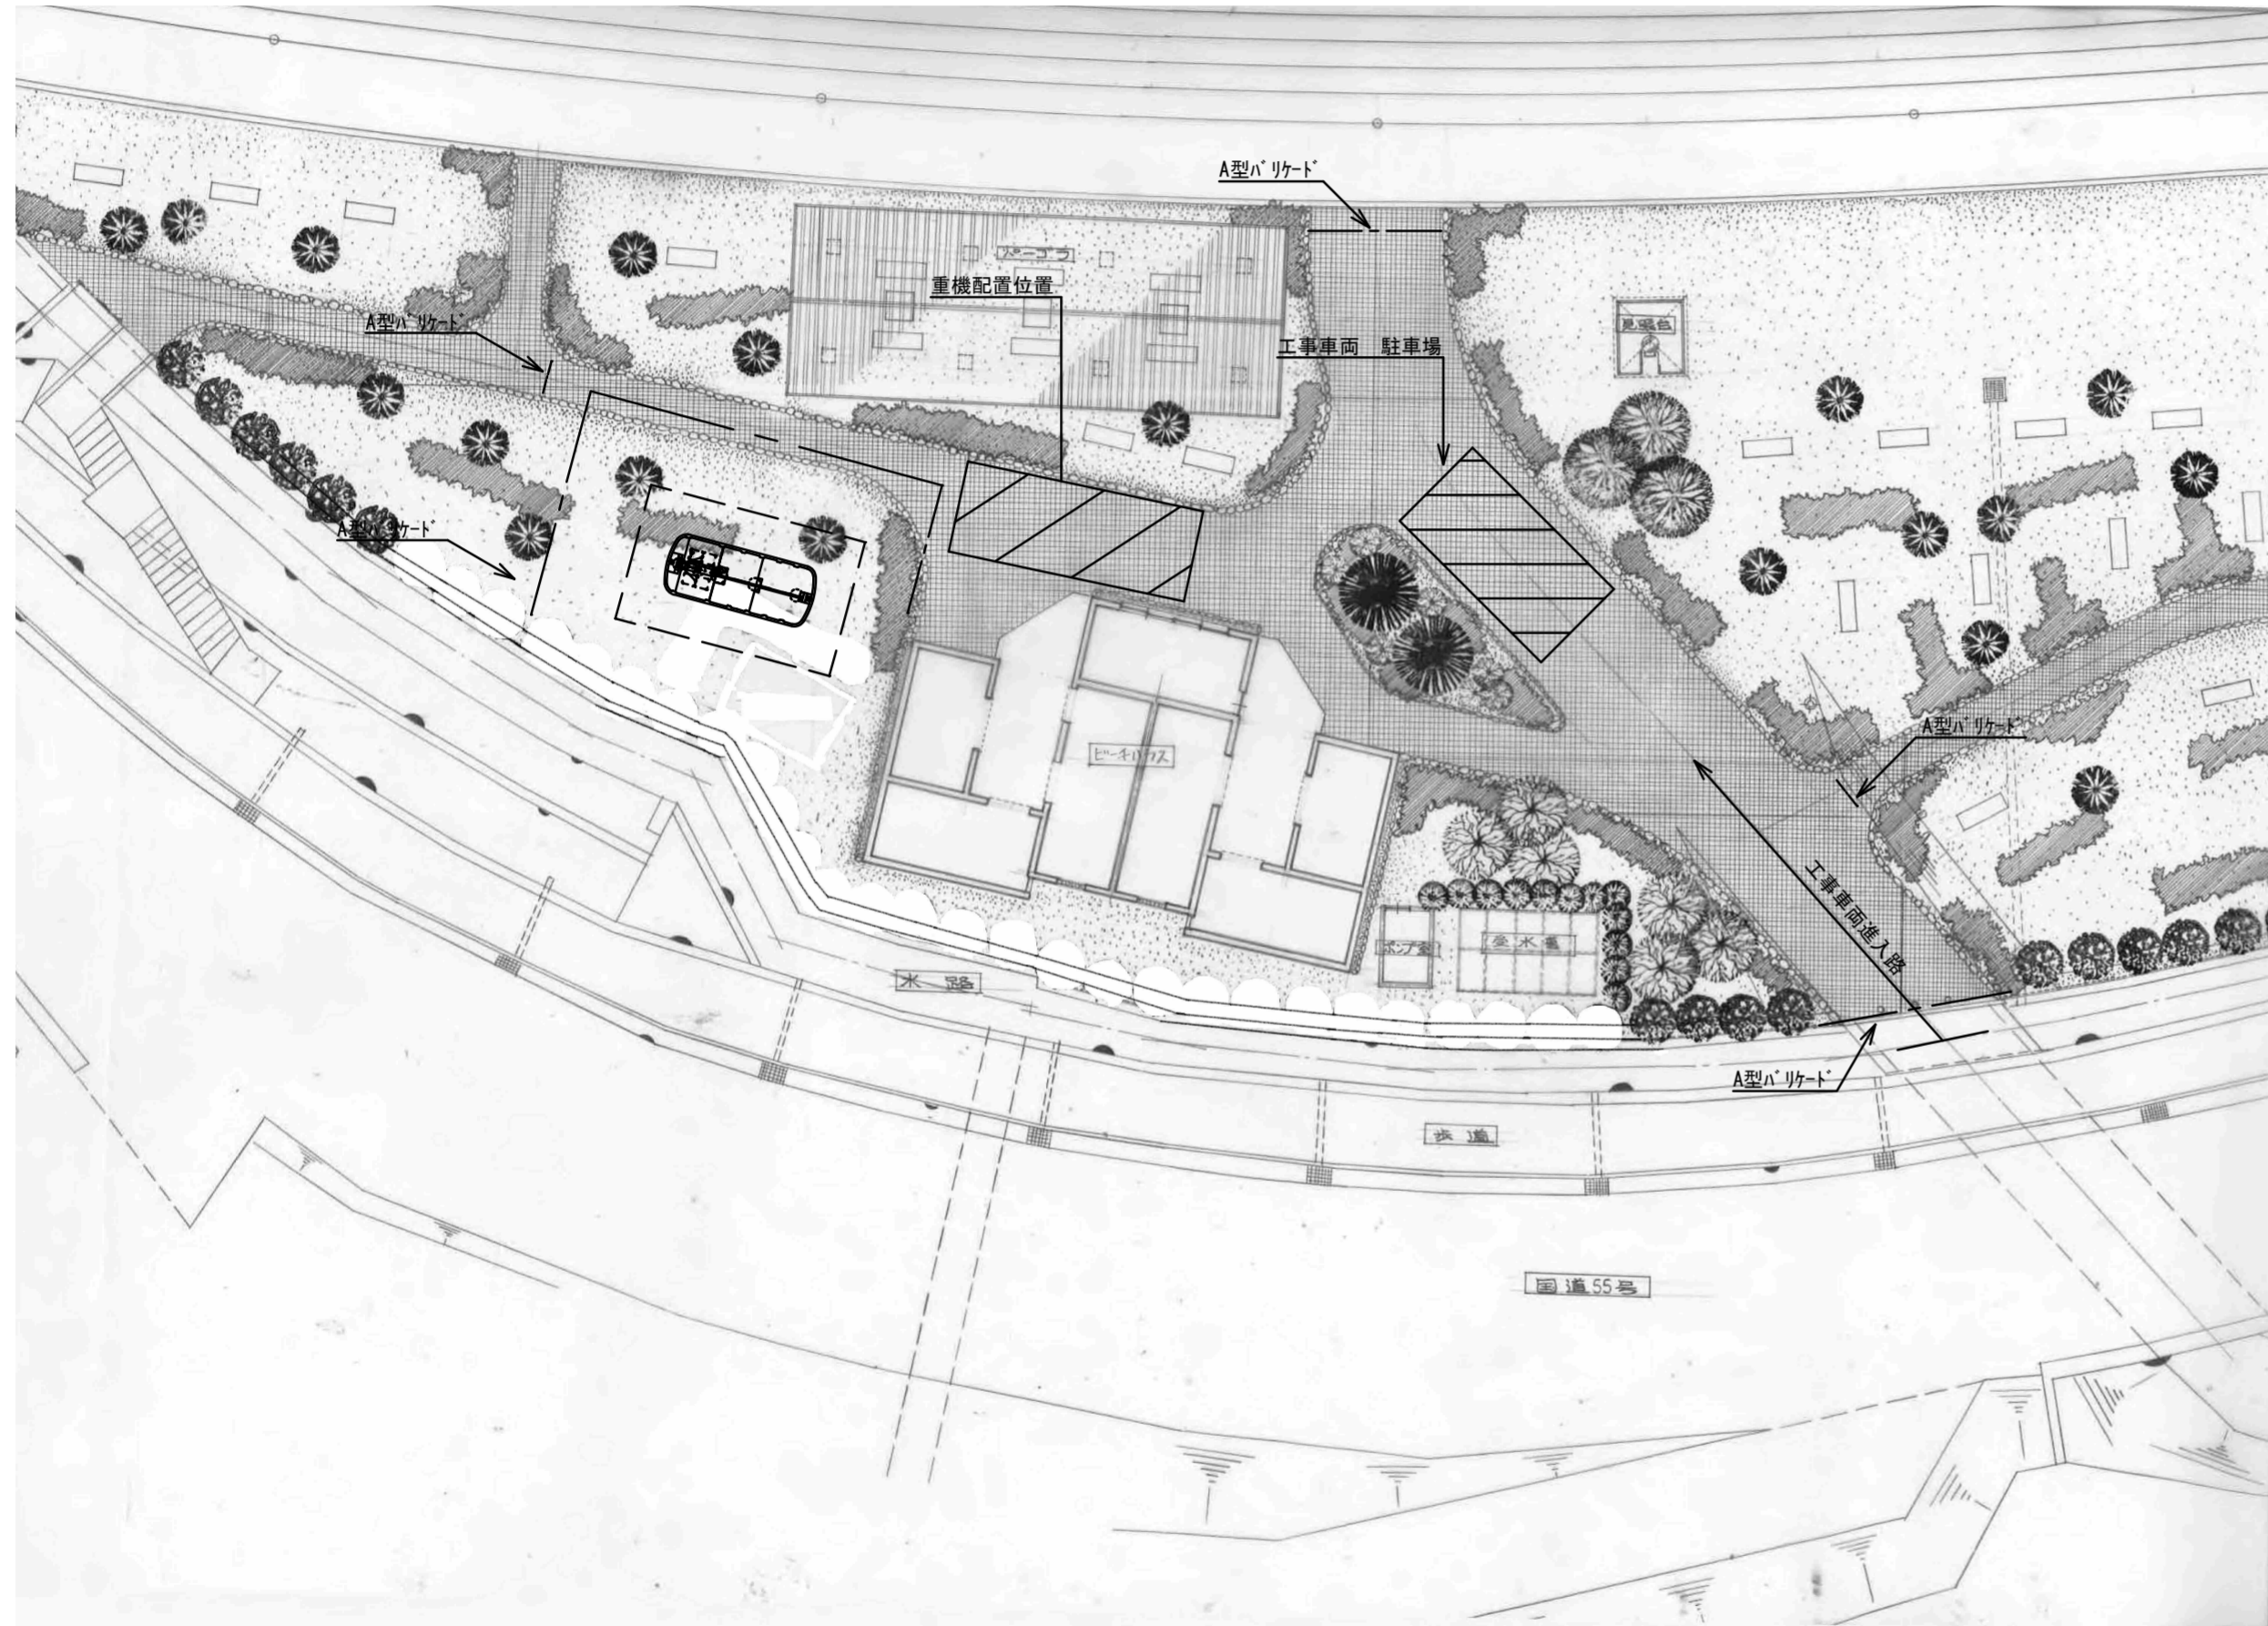 A型ﾊﾞﾘｹｰﾄﾞ
パーゴラ
重機配置位置
A型ﾊﾞﾘｹｰﾄﾞ
見張台
工事車両　駐車場
A型ﾊﾞﾘｹｰﾄﾞ
A型ﾊﾞﾘｹｰﾄﾞ
ビーチハウス
工事車両進入路
ポンプ室
受水槽
水路
A型ﾊﾞﾘｹｰﾄﾞ
歩道
国道55号